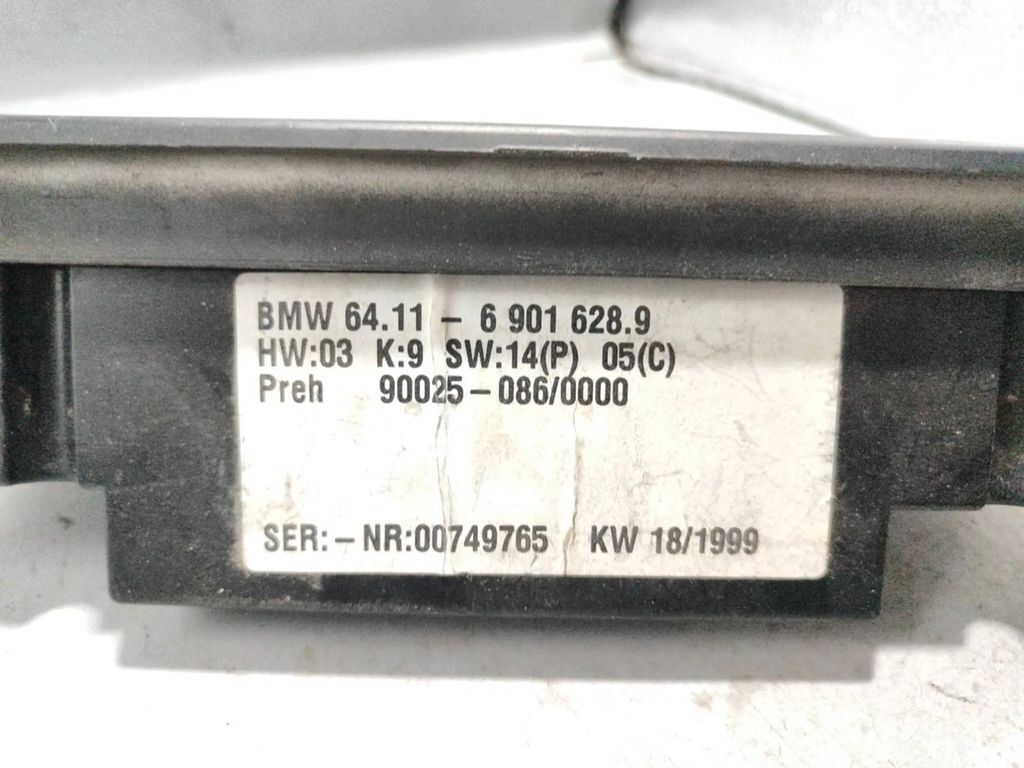 BMW 64.11 – 6 901 628.9
HW:03 K:9 SW:14(P) 05(C)
Preh 90025–086/0000
SER:–NR:00749765 KW 18/1999